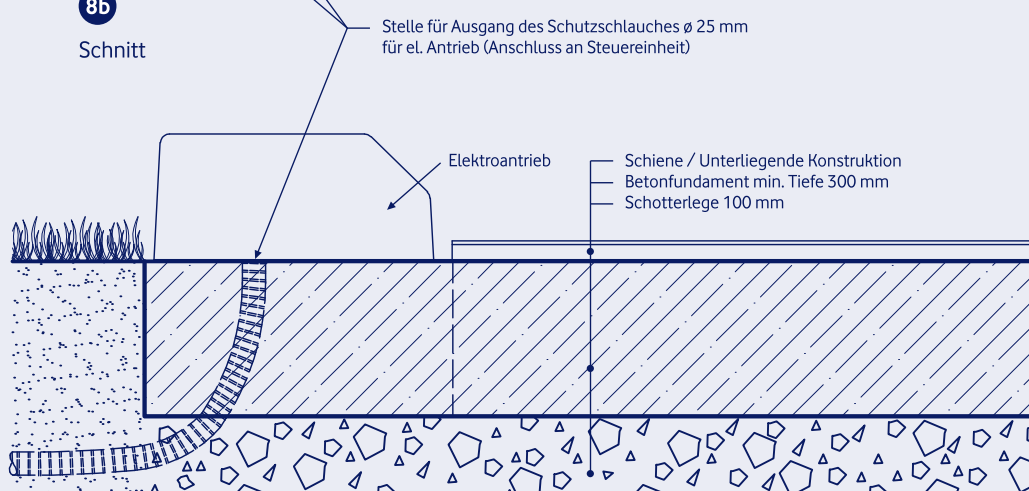 8b
Schnitt
Stelle für Ausgang des Schutzschlauches ø 25 mm
für el. Antrieb (Anschluss an Steuereinheit)
Elektroantrieb
Schiene / Unterliegende Konstruktion
Betonfundament min. Tiefe 300 mm
Schotterlege 100 mm